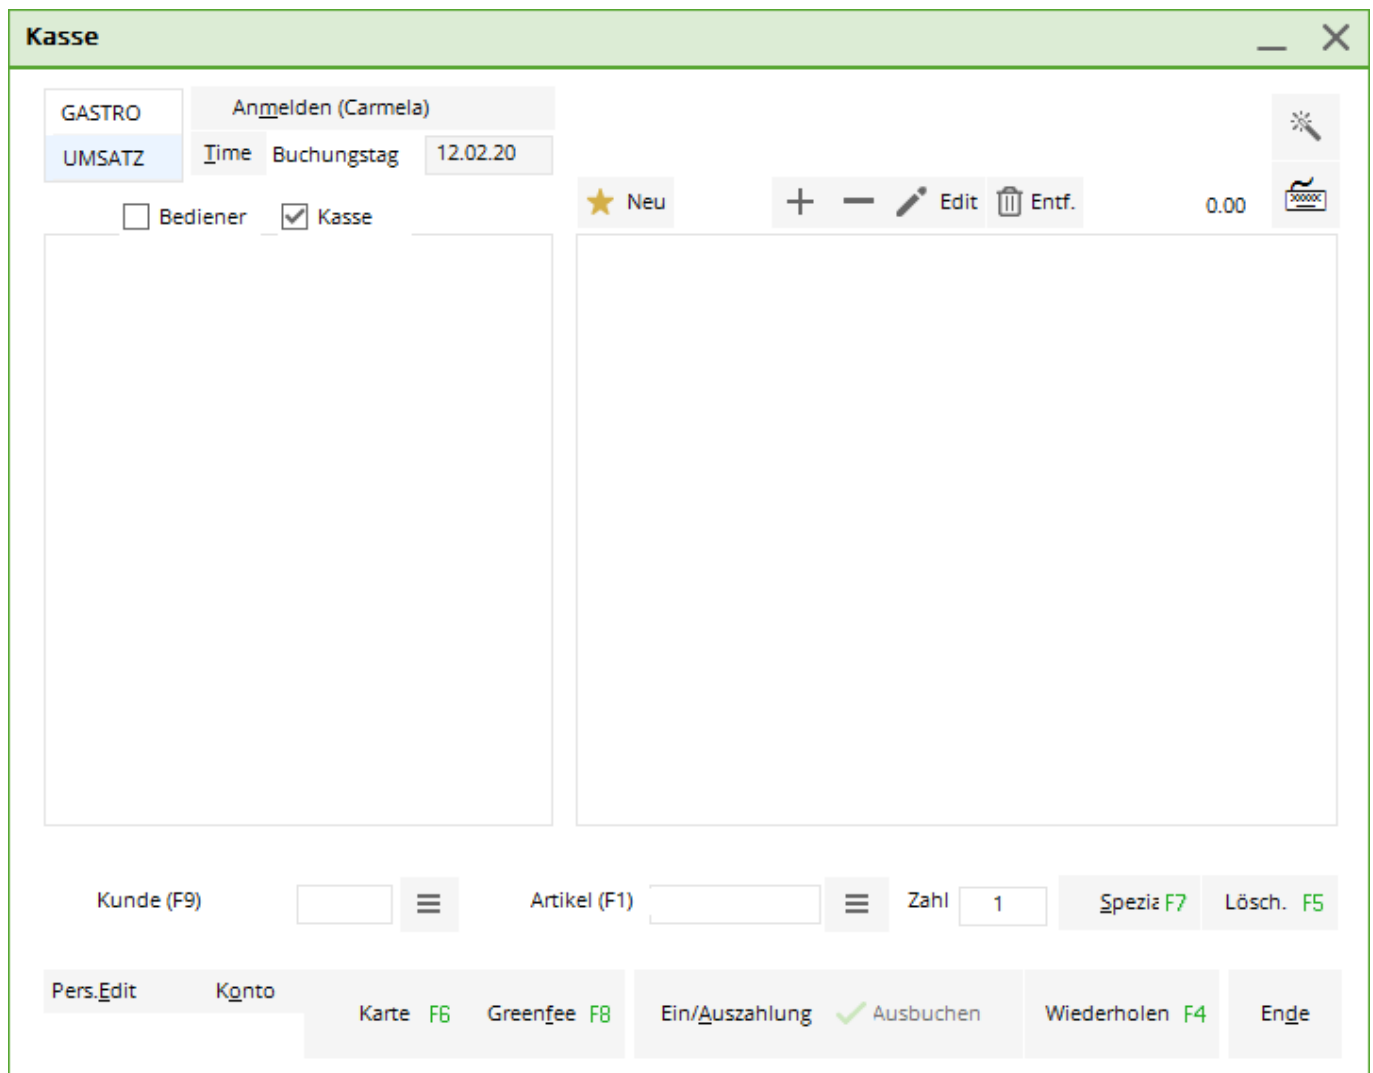 Kasse
GASTRO
Anmelden (Carmela)
UMSATZ
Time Buchungstag 12.02.20
Neu
Edit
Entf.
0.00
Bediener
Kasse
Kunde (F9)
Artikel (F1)
Zahl 1
Spezia F7
Lösch. F5
Pers.Edit
Konto
Karte F6
Greenfee F8
Ein/Auszahlung
Ausbuchen
Wiederholen F4
Ende